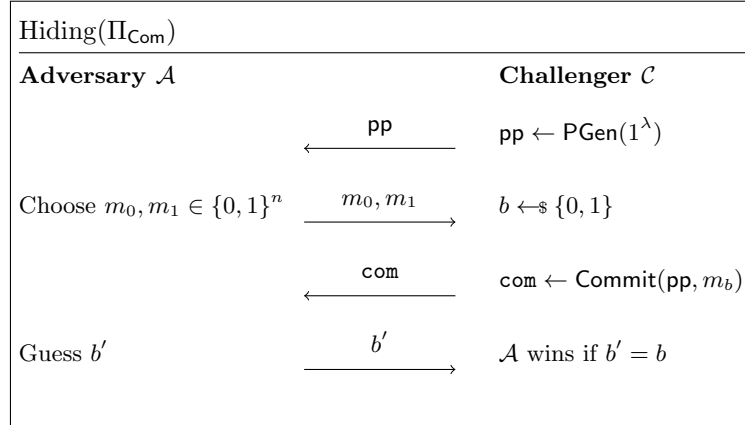 Hiding(Π_Com)
Adversary 𝒜 Challenger 𝒞
pp pp ← PGen(1^λ)
Choose m_0, m_1 ∈ {0, 1}^n m_0, m_1 b ←$ {0, 1}
com com ← Commit(pp, m_b)
Guess b′ b′ 𝒜 wins if b′ = b